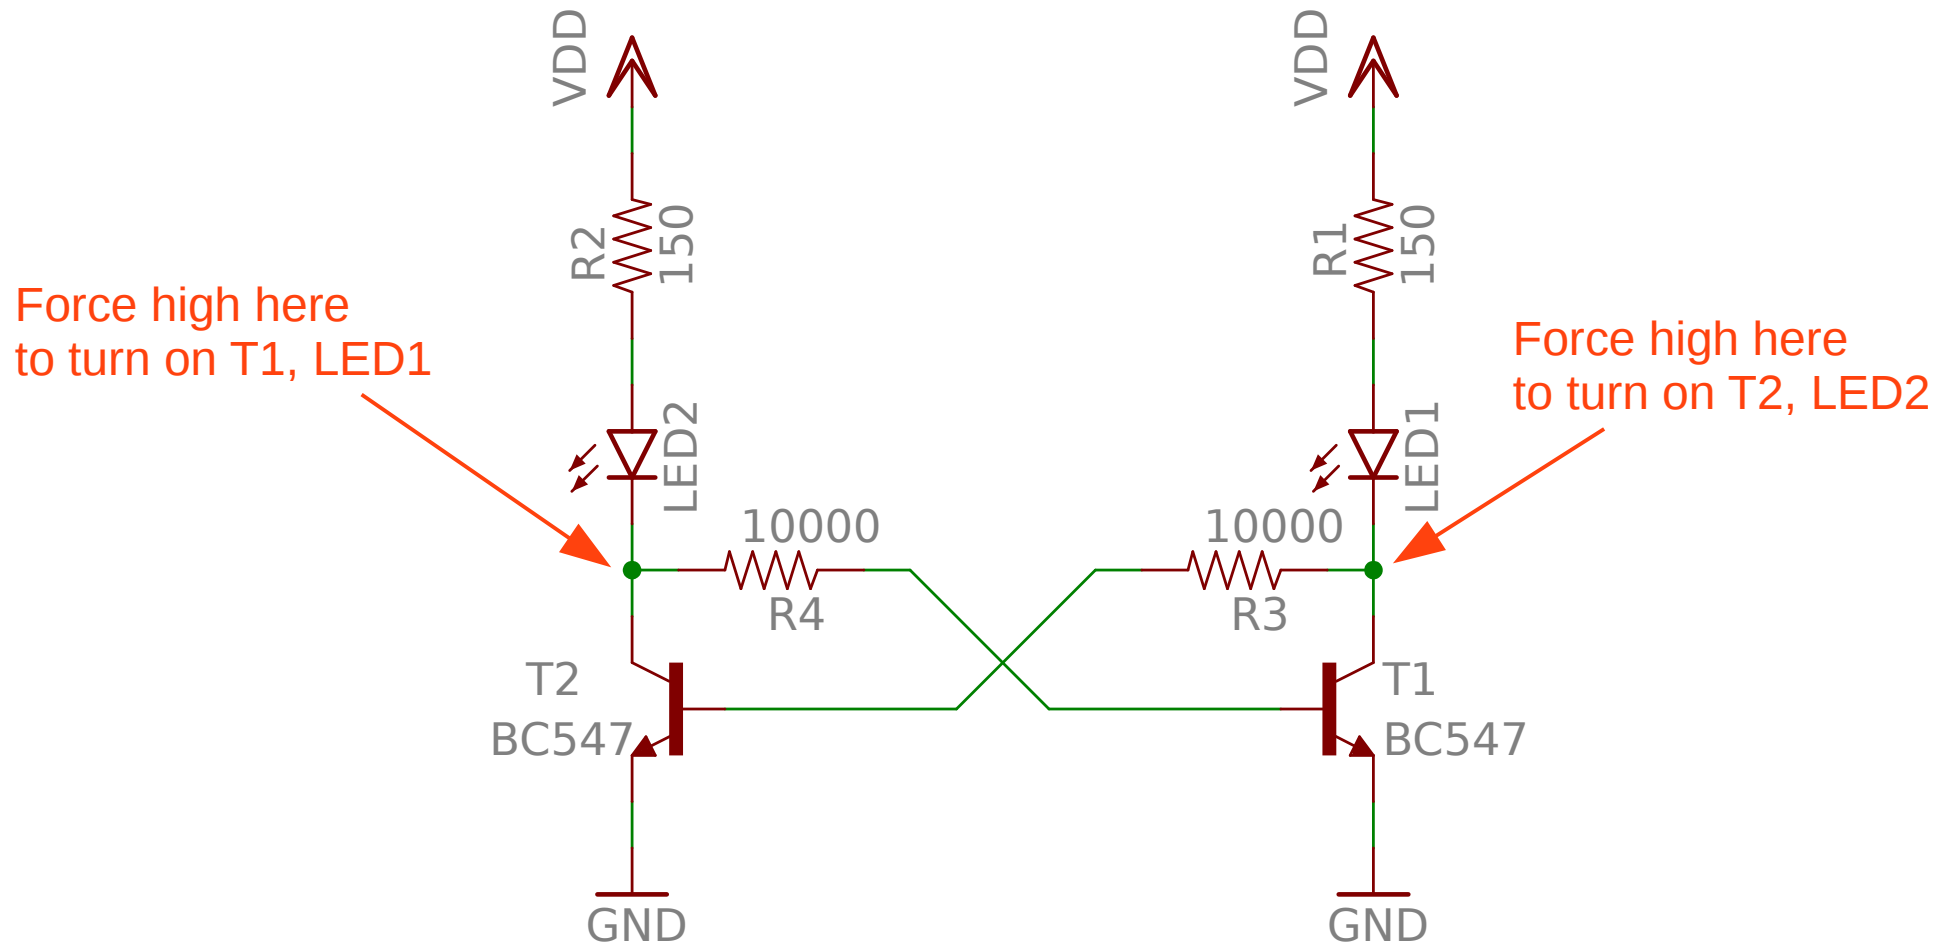 VDD
VDD
R2
150
R1
150
Force high here
to turn on T1, LED1
Force high here
to turn on T2, LED2
LED2
LED1
10000
R4
10000
R3
T2
BC547
T1
BC547
GND
GND